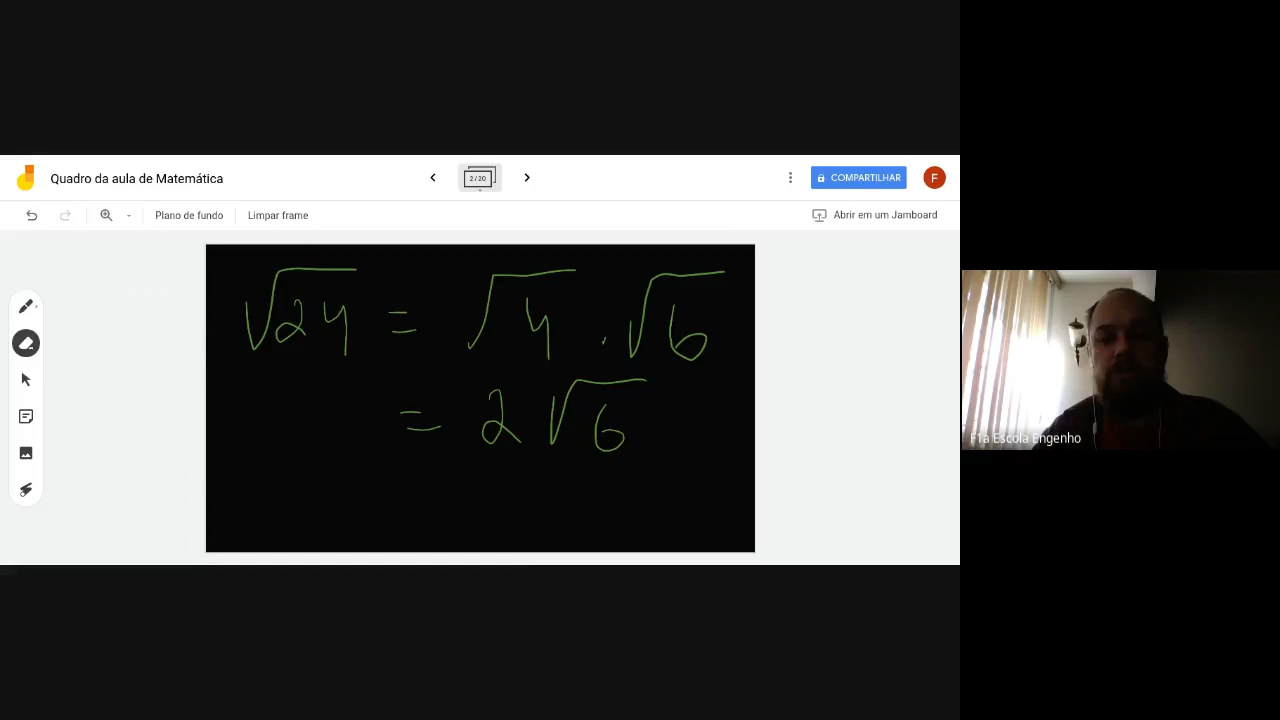 Quadro da aula de Matemática
2 / 20
COMPARTILHAR
F
Plano de fundo
Limpar frame
Abrir em um Jamboard
√24 = √4 . √6
= 2 √6
F1a Escola Engenho